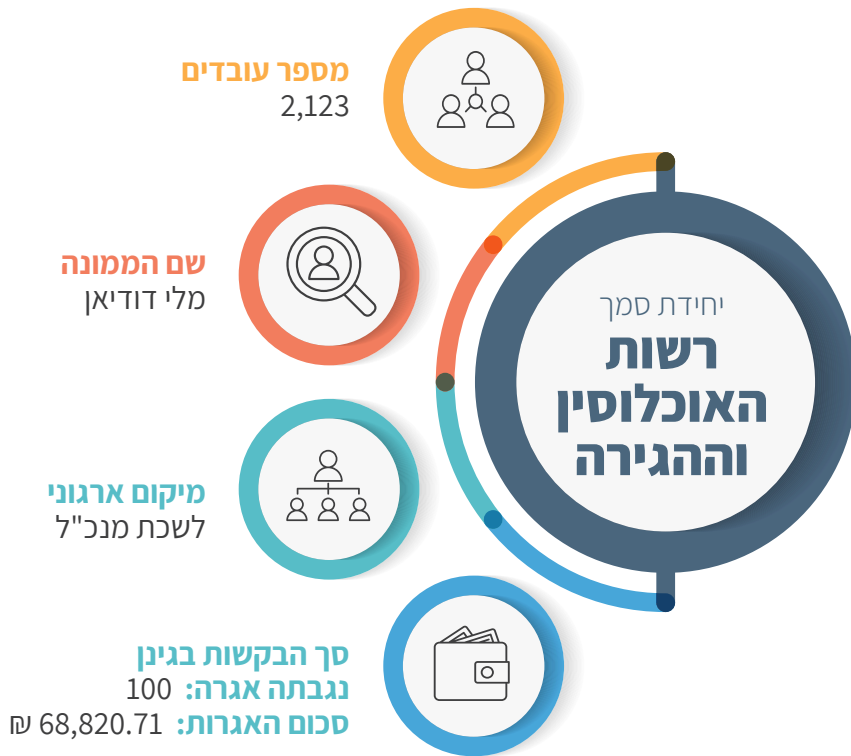 יחידת סמך
רשות
האוכלוסין
וההגירה
מספר עובדים
2,123
שם הממונה
מלי דודיאן
מיקום ארגוני
לשכת מנכ"ל
סך הבקשות בגינן
נגבתה אגרה: 100
סכום האגרות: 68,820.71 ₪